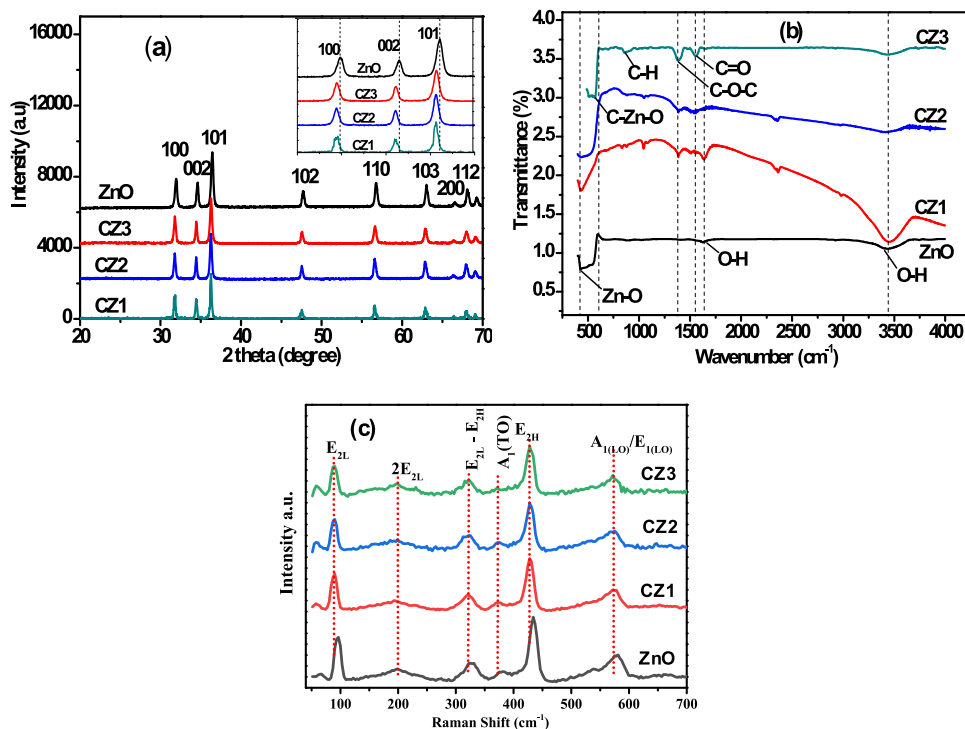 (a)
16000
12000
8000
4000
0
Intensity (a.u)
20
30
40
50
60
70
2 theta (degree)
100
002
101
102
110
103
200
112
ZnO
CZ3
CZ2
CZ1
100
002
101
ZnO
CZ3
CZ2
CZ1
(b)
4.0
3.5
3.0
2.5
2.0
1.5
1.0
0.5
Transmittance (%)
500
1000
1500
2000
2500
3000
3500
4000
Wavenumber (cm⁻¹)
CZ3
C=O
C-H
C-O-C
C-Zn-O
CZ2
CZ1
ZnO
O-H
O-H
Zn-O
(c)
E2L
2E2L
E2L - E2H
A1(TO)
E2H
A1(LO)/E1(LO)
CZ3
CZ2
CZ1
ZnO
Intensity a.u.
100
200
300
400
500
600
700
Raman Shift (cm⁻¹)